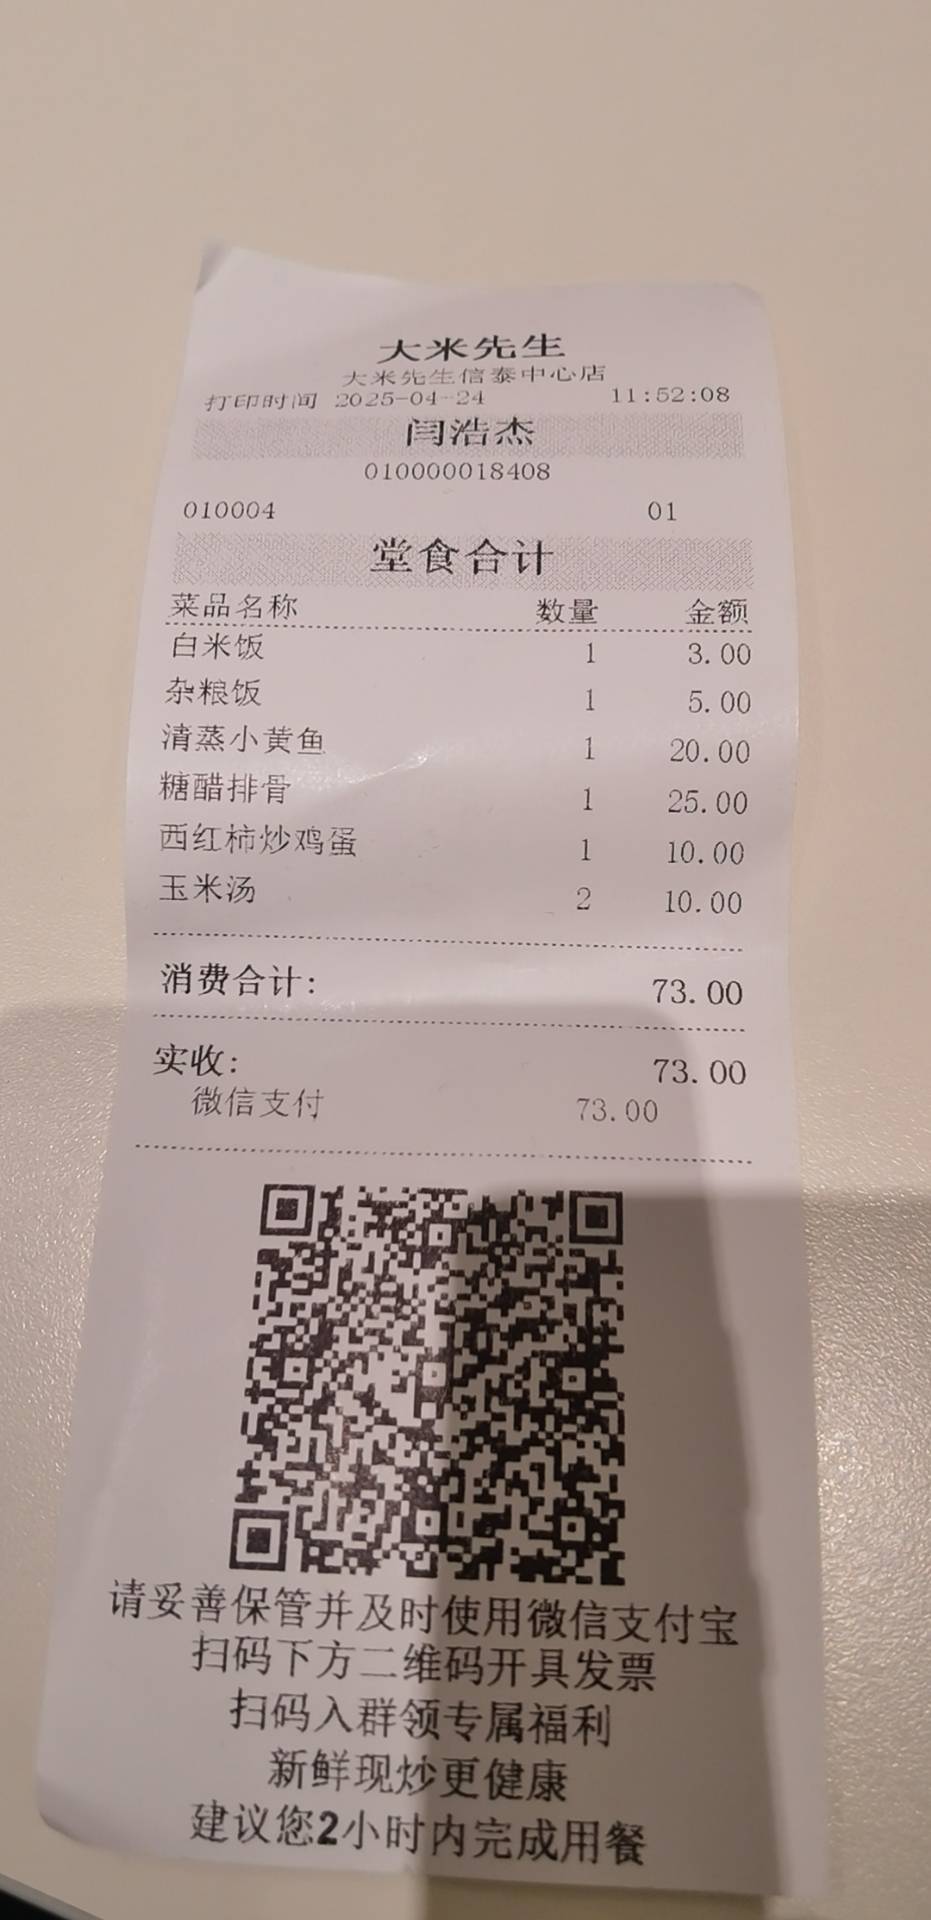 大米先生
大米先生信泰中心店
打印时间 2025-04-24 11:52:08
闫浩杰
010000018408
010004 01
堂食合计
菜品名称 数量 金额
白米饭 1 3.00
杂粮饭 1 5.00
清蒸小黄鱼 1 20.00
糖醋排骨 1 25.00
西红柿炒鸡蛋 1 10.00
玉米汤 2 10.00
消费合计: 73.00
实收: 73.00
微信支付 73.00
请妥善保管并及时使用微信支付宝
扫码下方二维码开具发票
扫码入群领专属福利
新鲜现炒更健康
建议您2小时内完成用餐